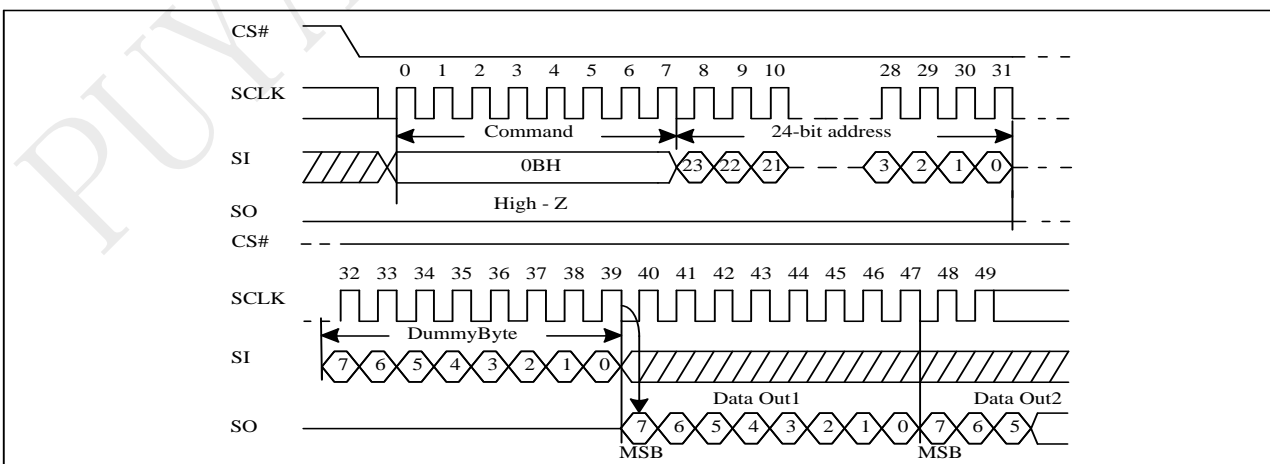 PUYA
CS#
0 1 2 3 4 5 6 7 8 9 10 28 29 30 31
SCLK
Command 24-bit address
SI 0BH 23 22 21 3 2 1 0
High - Z
SO
CS#
32 33 34 35 36 37 38 39 40 41 42 43 44 45 46 47 48 49
SCLK
DummyByte
SI 7 6 5 4 3 2 1 0
Data Out1 Data Out2
SO 7 6 5 4 3 2 1 0 7 6 5
MSB MSB